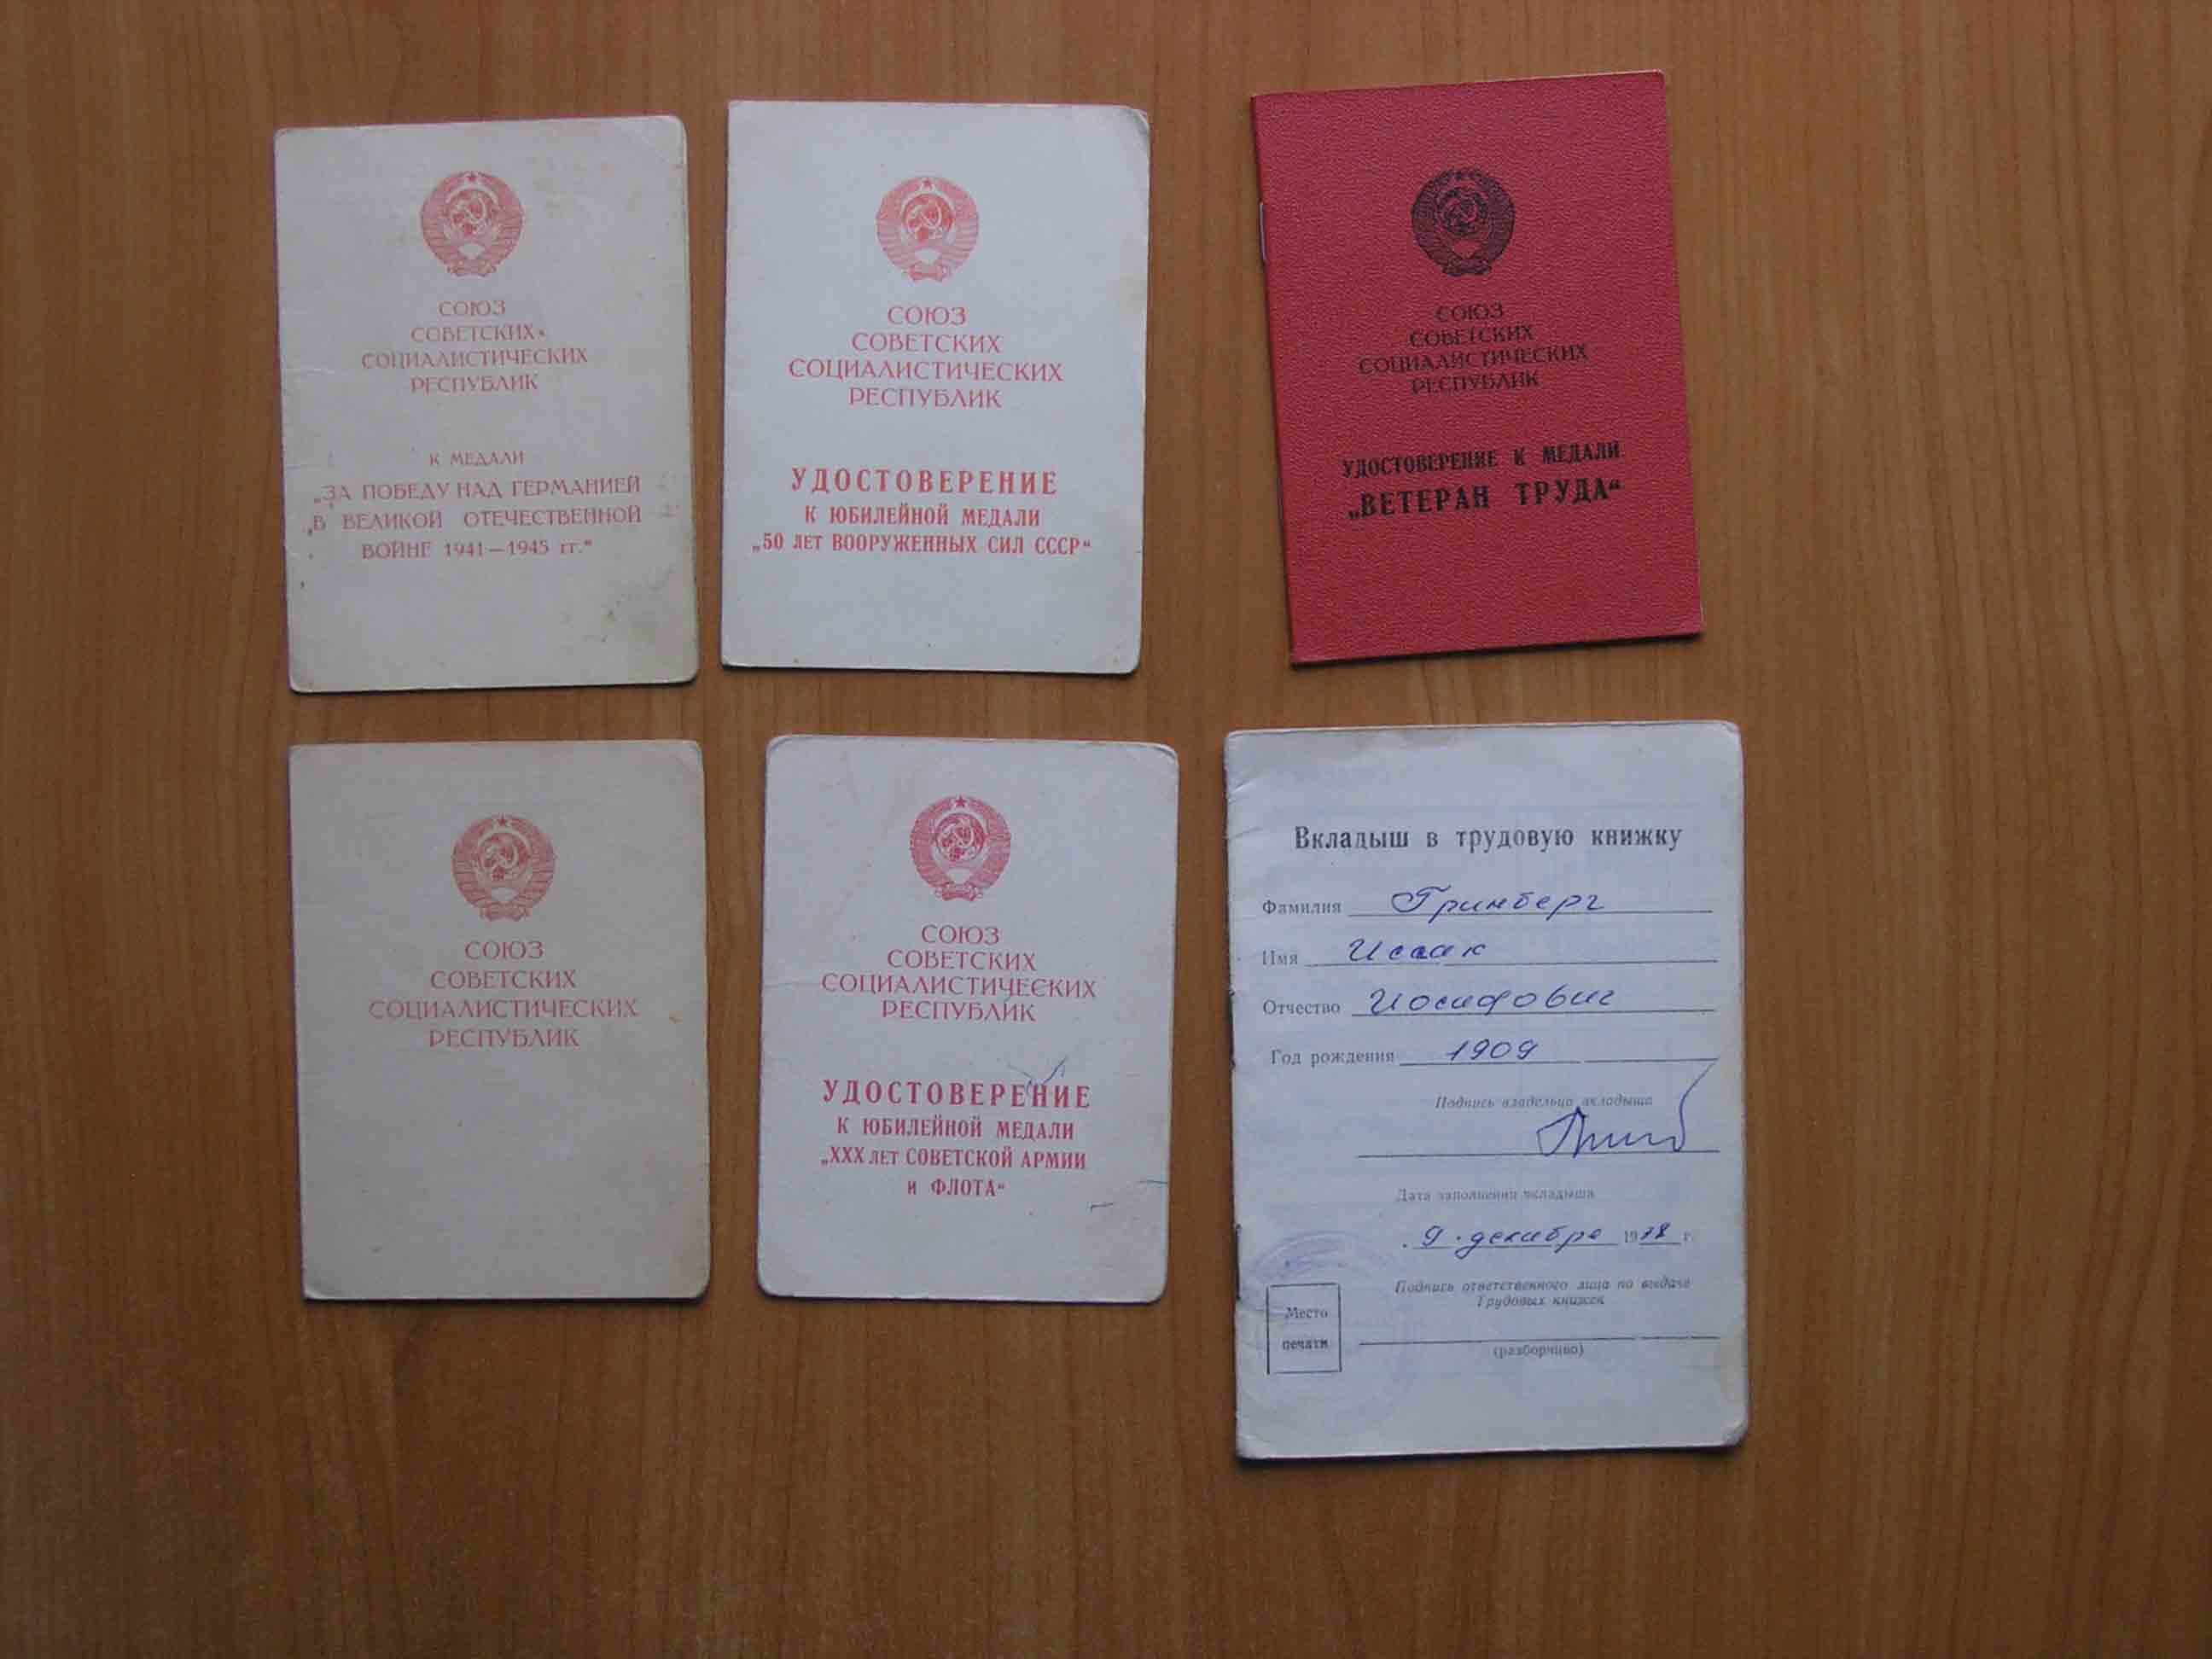 СОЮЗ
СОВЕТСКИХ
СОЦИАЛИСТИЧЕСКИХ
РЕСПУБЛИК
К МЕДАЛИ
„ЗА ПОБЕДУ НАД ГЕРМАНИЕЙ
В ВЕЛИКОЙ ОТЕЧЕСТВЕННОЙ
ВОЙНЕ 1941—1945 гг."
СОЮЗ
СОВЕТСКИХ
СОЦИАЛИСТИЧЕСКИХ
РЕСПУБЛИК
УДОСТОВЕРЕНИЕ
К ЮБИЛЕЙНОЙ МЕДАЛИ
„50 ЛЕТ ВООРУЖЕННЫХ СИЛ СССР"
СОЮЗ
СОВЕТСКИХ
СОЦИАЛИСТИЧЕСКИХ
РЕСПУБЛИК
УДОСТОВЕРЕНИЕ К МЕДАЛИ
„ВЕТЕРАН ТРУДА"
СОЮЗ
СОВЕТСКИХ
СОЦИАЛИСТИЧЕСКИХ
РЕСПУБЛИК
СОЮЗ
СОВЕТСКИХ
СОЦИАЛИСТИЧЕСКИХ
РЕСПУБЛИК
УДОСТОВЕРЕНИЕ
К ЮБИЛЕЙНОЙ МЕДАЛИ
„XXX ЛЕТ СОВЕТСКОЙ АРМИИ
И ФЛОТА"
Вкладыш в трудовую книжку
Фамилия Гринберг
Имя Исаак
Отчество Иосифович
Год рождения 1909
Подпись владельца вкладыша
Дата заполнения вкладыша
9 декабря 1978 г.
Подпись ответственного лица по выдаче
трудовых книжек
Место
печати
(разборчиво)